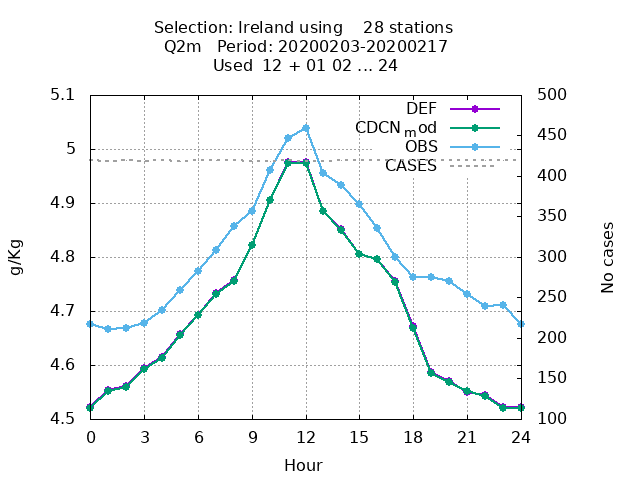 Selection: Ireland using    28 stations
Q2m   Period: 20200203-20200217
Used  12 + 01 02 ... 24
DEF
CDCN_mod
OBS
CASES
5.1
5
4.9
4.8
4.7
4.6
4.5
500
450
400
350
300
250
200
150
100
g/Kg
No cases
0 3 6 9 12 15 18 21 24
Hour